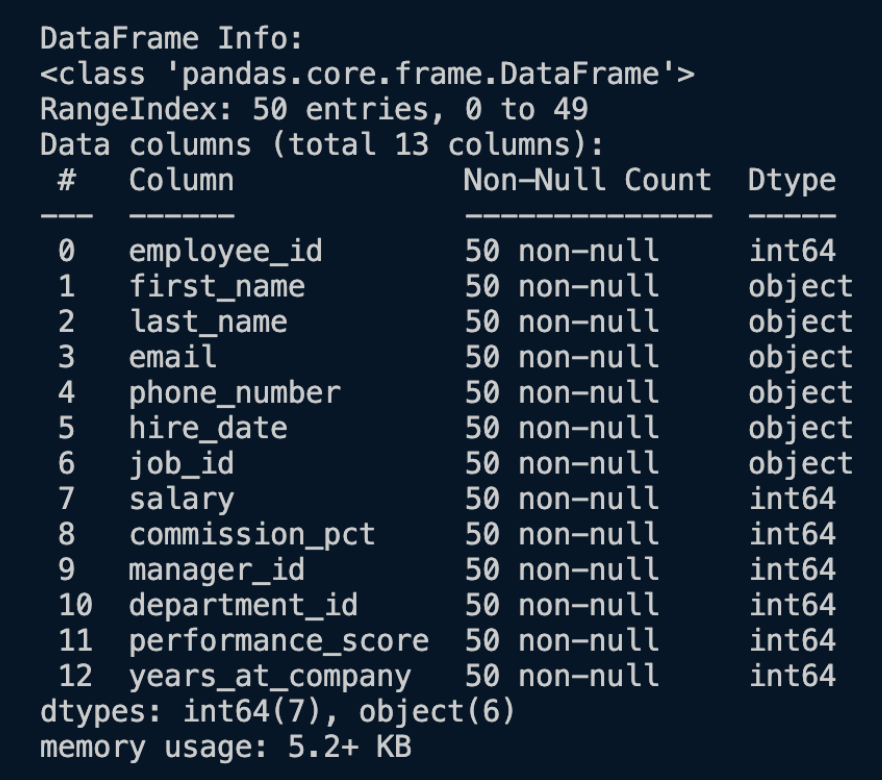 DataFrame Info:
<class 'pandas.core.frame.DataFrame'>
RangeIndex: 50 entries, 0 to 49
Data columns (total 13 columns):
 #   Column             Non-Null Count  Dtype
---  ------             --------------  -----
 0   employee_id        50 non-null     int64
 1   first_name         50 non-null     object
 2   last_name          50 non-null     object
 3   email              50 non-null     object
 4   phone_number       50 non-null     object
 5   hire_date          50 non-null     object
 6   job_id             50 non-null     object
 7   salary             50 non-null     int64
 8   commission_pct     50 non-null     int64
 9   manager_id         50 non-null     int64
 10  department_id      50 non-null     int64
 11  performance_score  50 non-null     int64
 12  years_at_company   50 non-null     int64
dtypes: int64(7), object(6)
memory usage: 5.2+ KB